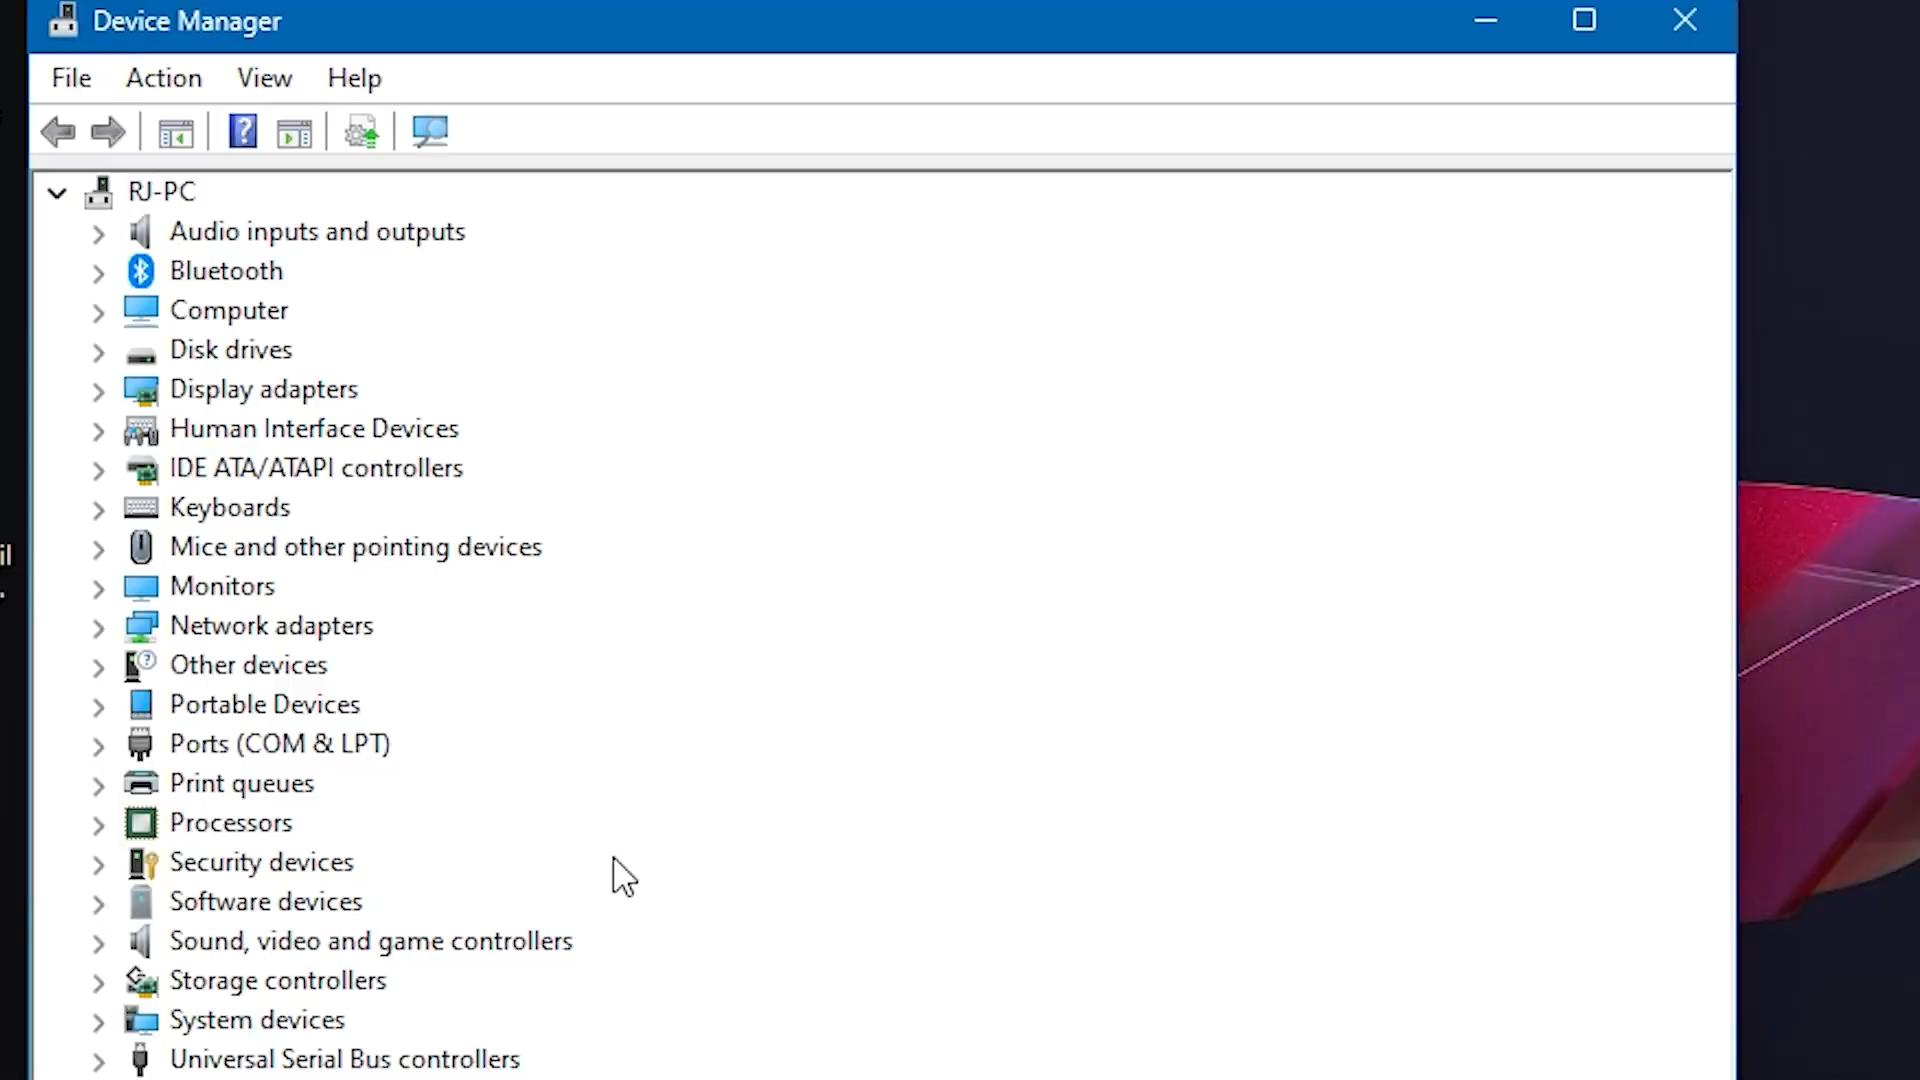 Device Manager
File Action View Help
RJ-PC
Audio inputs and outputs
Bluetooth
Computer
Disk drives
Display adapters
Human Interface Devices
IDE ATA/ATAPI controllers
Keyboards
Mice and other pointing devices
Monitors
Network adapters
Other devices
Portable Devices
Ports (COM & LPT)
Print queues
Processors
Security devices
Software devices
Sound, video and game controllers
Storage controllers
System devices
Universal Serial Bus controllers